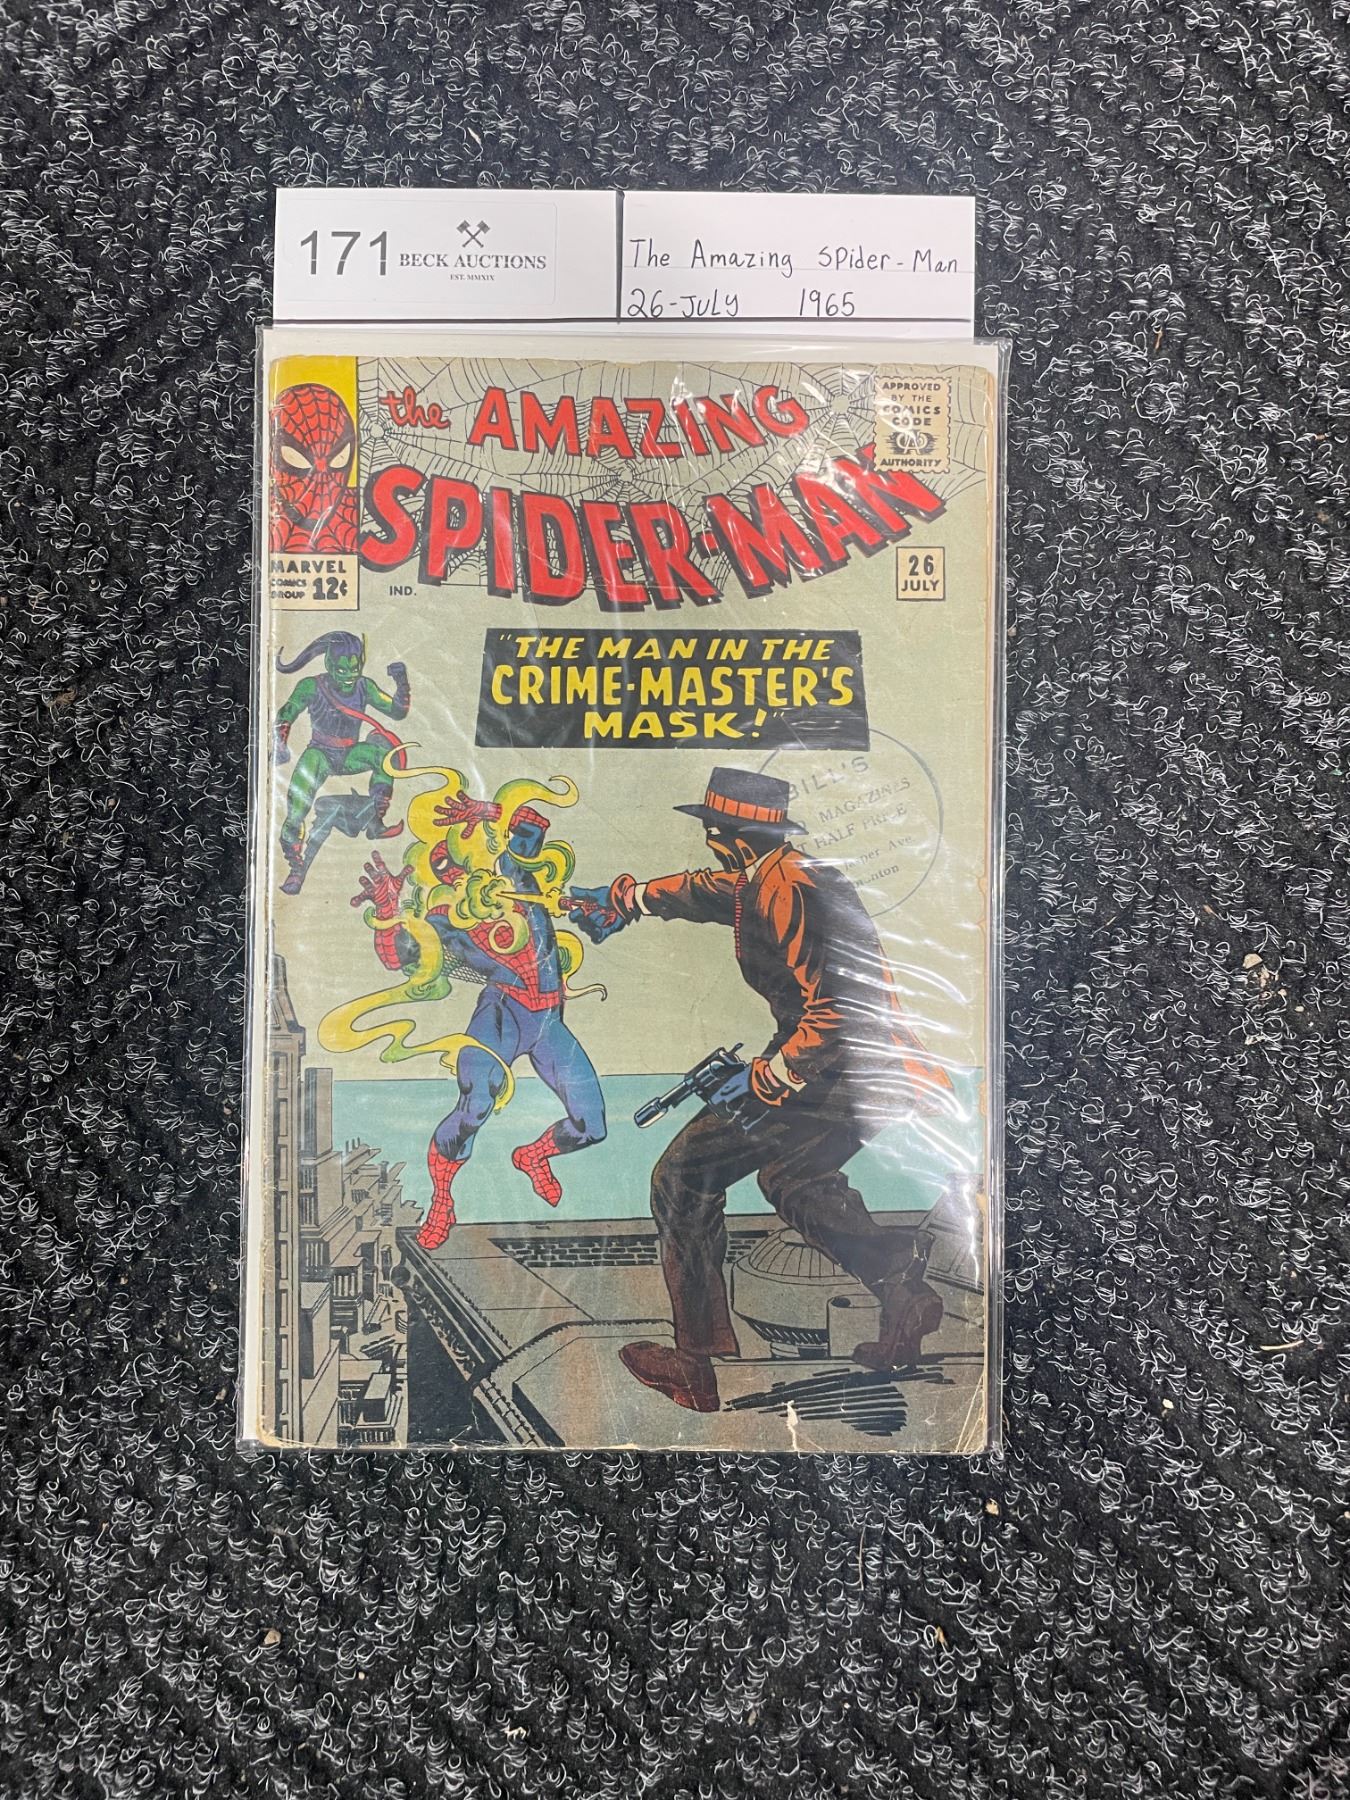 171
BECK AUCTIONS
EST. MMXIX
The Amazing Spider-Man
26-July 1965
the AMAZING
SPIDER-MAN
APPROVED
BY THE
COMICS
CODE
AUTHORITY
MARVEL
COMICS
GROUP 12¢
IND.
26
JULY
"THE MAN IN THE
CRIME-MASTER'S
MASK!"
BILL'S
MAGAZINES
HALF PRICE
Ave